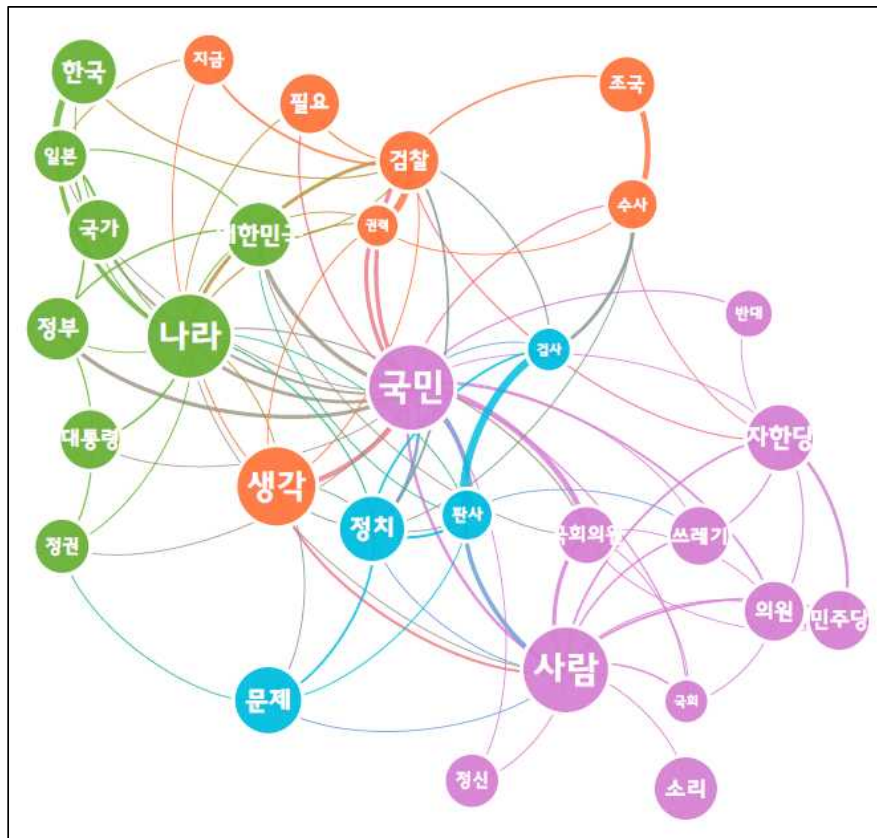 지금
한국
조국
필요
일본
검찰
수사
국가
권력
대한민국
반대
정부
나라
검사
국민
대통령
자한당
생각
판사
정치
국회의원
쓰레기
정권
의원
민주당
사람
문제
국회
정신
소리